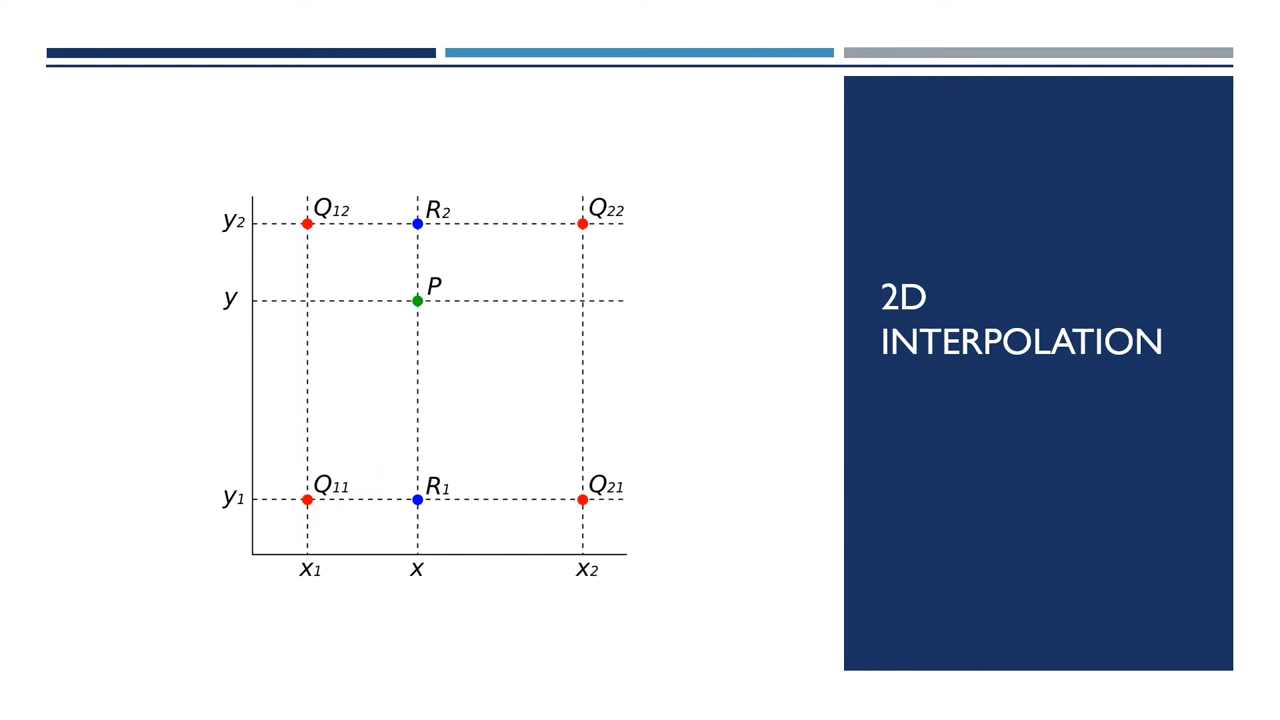 y2 Q12 R2 Q22
y P
y1 Q11 R1 Q21
x1 x x2
2D
INTERPOLATION